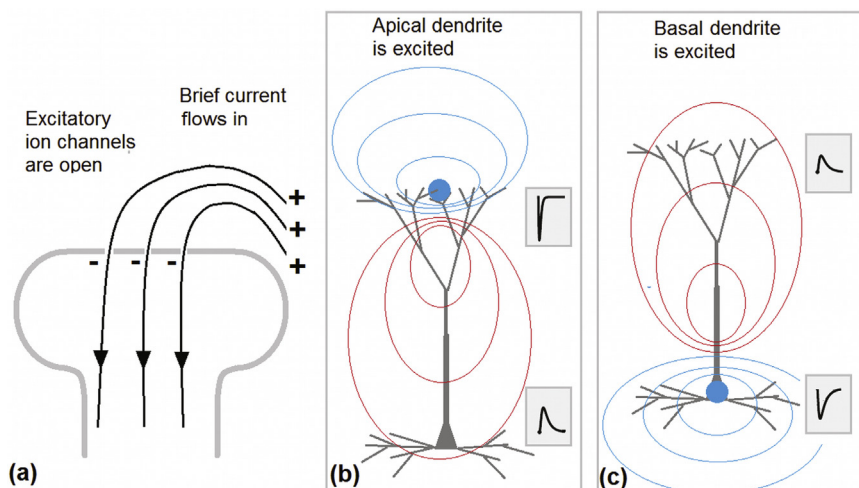 Excitatory
ion channels
are open
Brief current
flows in
+
+
+
- - -
(a)
Apical dendrite
is excited
(b)
Basal dendrite
is excited
(c)